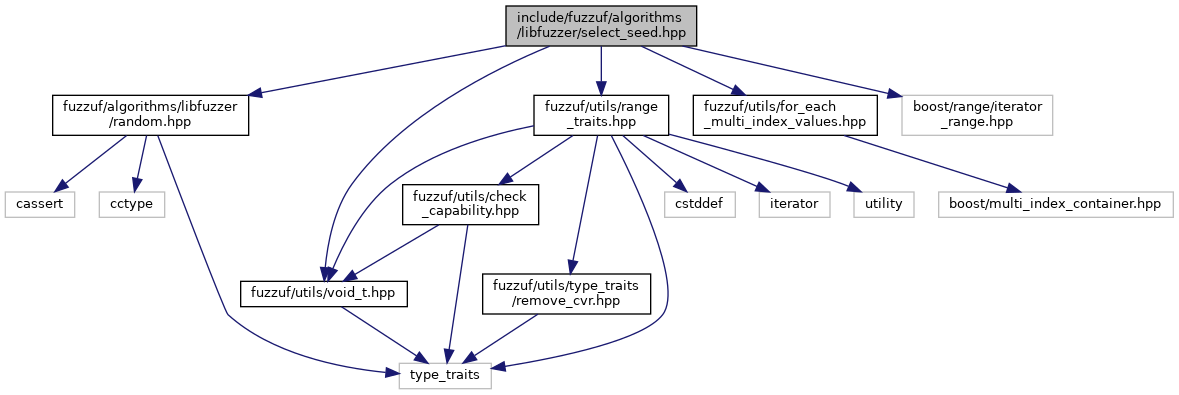 include/fuzzuf/algorithms
/libfuzzer/select_seed.hpp
fuzzuf/algorithms/libfuzzer
/random.hpp
fuzzuf/utils/range
_traits.hpp
fuzzuf/utils/for_each
_multi_index_values.hpp
boost/range/iterator
_range.hpp
cassert
cctype
fuzzuf/utils/check
_capability.hpp
cstddef
iterator
utility
boost/multi_index_container.hpp
fuzzuf/utils/void_t.hpp
fuzzuf/utils/type_traits
/remove_cvr.hpp
type_traits